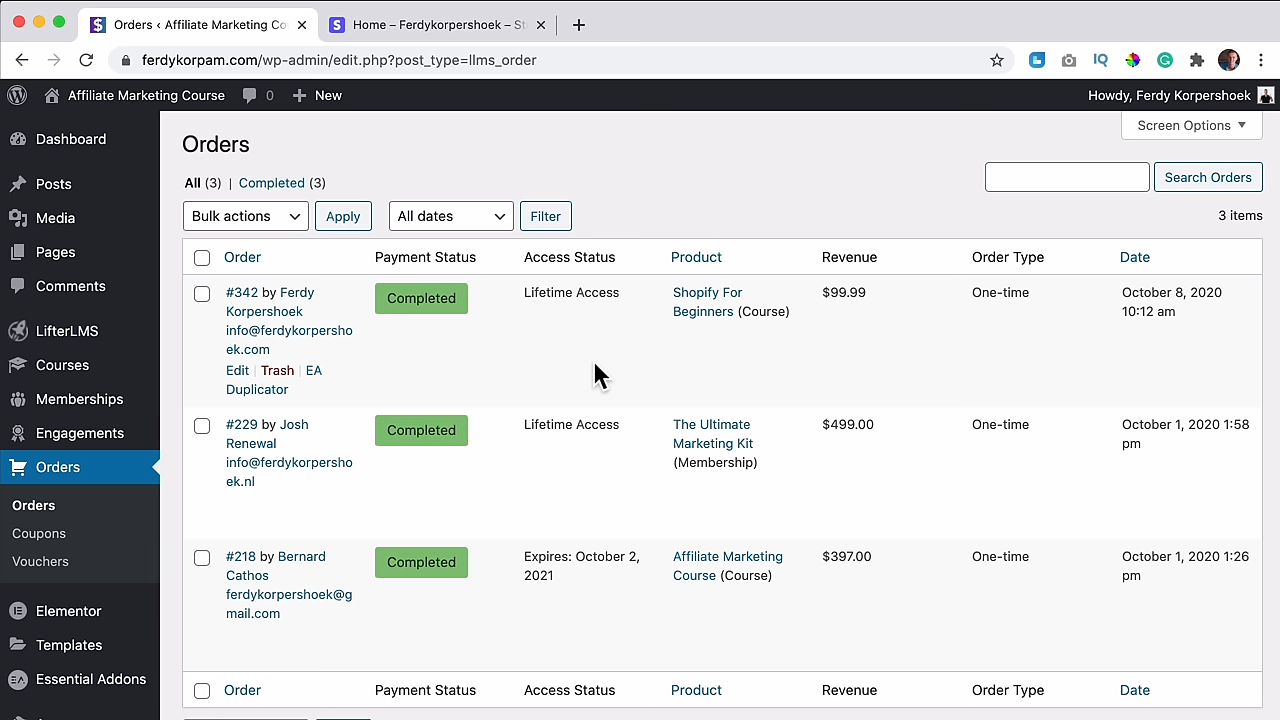 Orders ‹ Affiliate Marketing Co
Home – Ferdykorpershoek – St
ferdykorpam.com/wp-admin/edit.php?post_type=llms_order
IQ
Affiliate Marketing Course
0
New
Howdy, Ferdy Korpershoek
Dashboard
Posts
Media
Pages
Comments
LifterLMS
Courses
Memberships
Engagements
Orders
Orders
Coupons
Vouchers
Elementor
Templates
Essential Addons
Screen Options
Orders
All (3) | Completed (3)
Search Orders
Bulk actions
Apply
All dates
Filter
3 items
Order
Payment Status
Access Status
Product
Revenue
Order Type
Date
#342 by Ferdy
Korpershoek
info@ferdykorpersho
ek.com
Edit | Trash | EA
Duplicator
Completed
Lifetime Access
Shopify For
Beginners (Course)
$99.99
One-time
October 8, 2020
10:12 am
#229 by Josh
Renewal
info@ferdykorpersho
ek.nl
Completed
Lifetime Access
The Ultimate
Marketing Kit
(Membership)
$499.00
One-time
October 1, 2020 1:58
pm
#218 by Bernard
Cathos
ferdykorpershoek@g
mail.com
Completed
Expires: October 2,
2021
Affiliate Marketing
Course (Course)
$397.00
One-time
October 1, 2020 1:26
pm
Order
Payment Status
Access Status
Product
Revenue
Order Type
Date